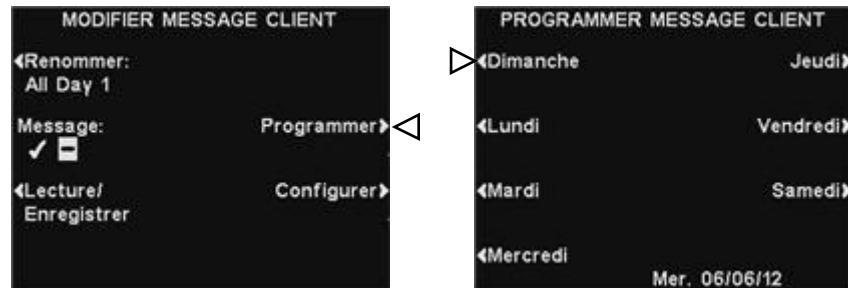 MODIFIER MESSAGE CLIENT
Renommer:
All Day 1
Message:
Programmer
Lecture/
Enregistrer
Configurer
PROGRAMMER MESSAGE CLIENT
Dimanche
Jeudi
Lundi
Vendredi
Mardi
Samedi
Mercredi
Mer. 06/06/12